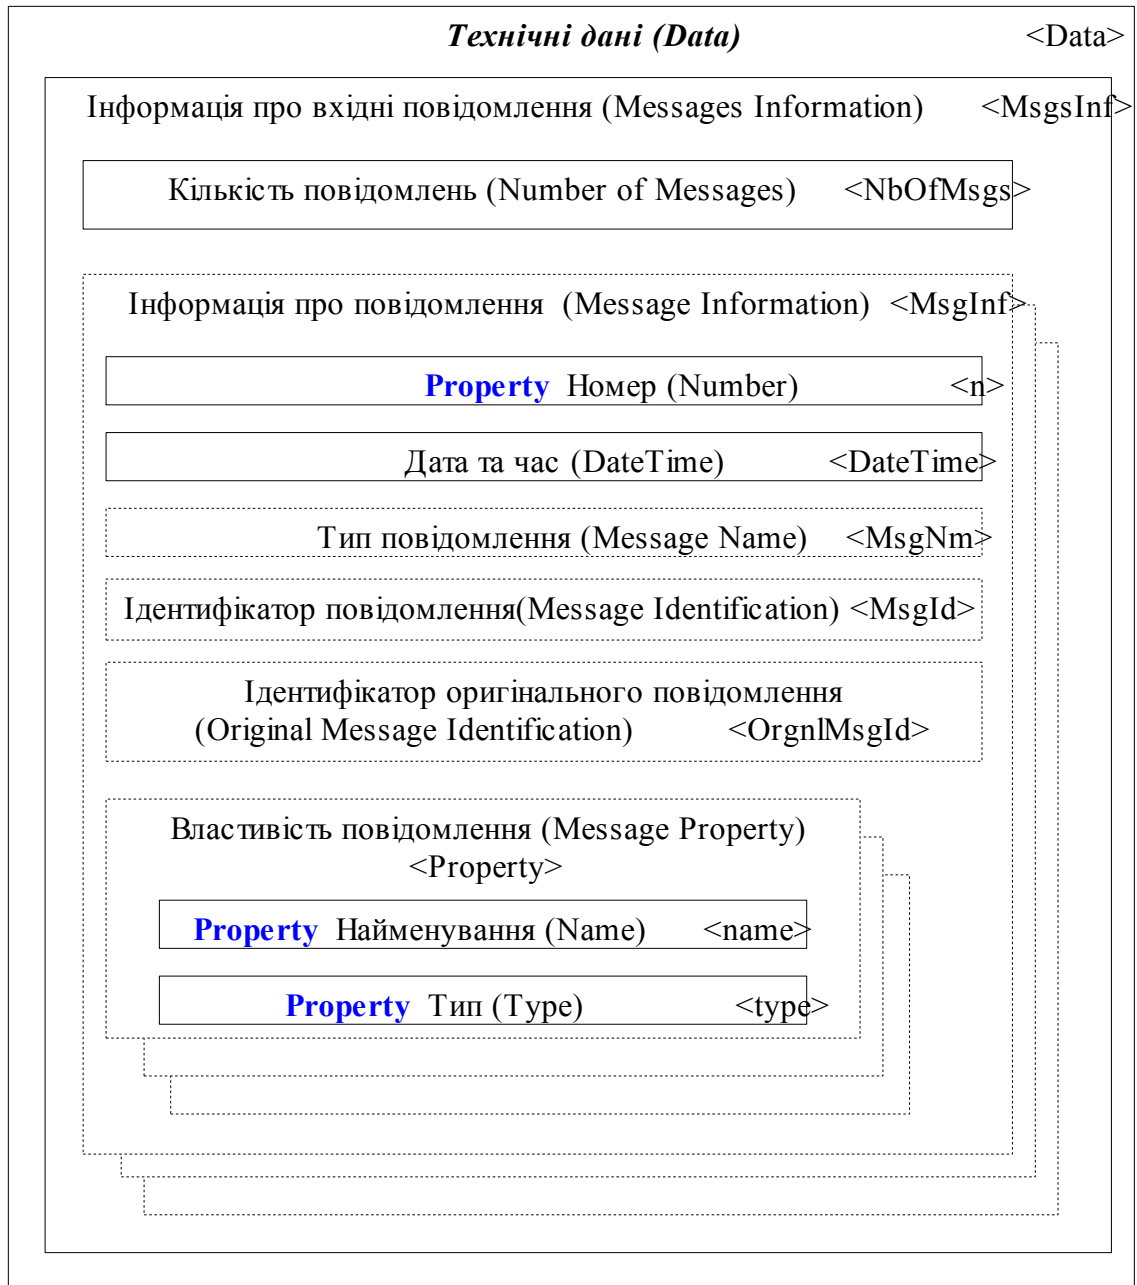 Технічні дані (Data) <Data>
Інформація про вхідні повідомлення (Messages Information) <MsgsInf>
Кількість повідомлень (Number of Messages) <NbOfMsgs>
Інформація про повідомлення (Message Information) <MsgInf>
Property Номер (Number) <n>
Дата та час (DateTime) <DateTime>
Тип повідомлення (Message Name) <MsgNm>
Ідентифікатор повідомлення(Message Identification) <MsgId>
Ідентифікатор оригінального повідомлення
(Original Message Identification) <OrgnlMsgId>
Властивість повідомлення (Message Property)
<Property>
Property Найменування (Name) <name>
Property Тип (Type) <type>